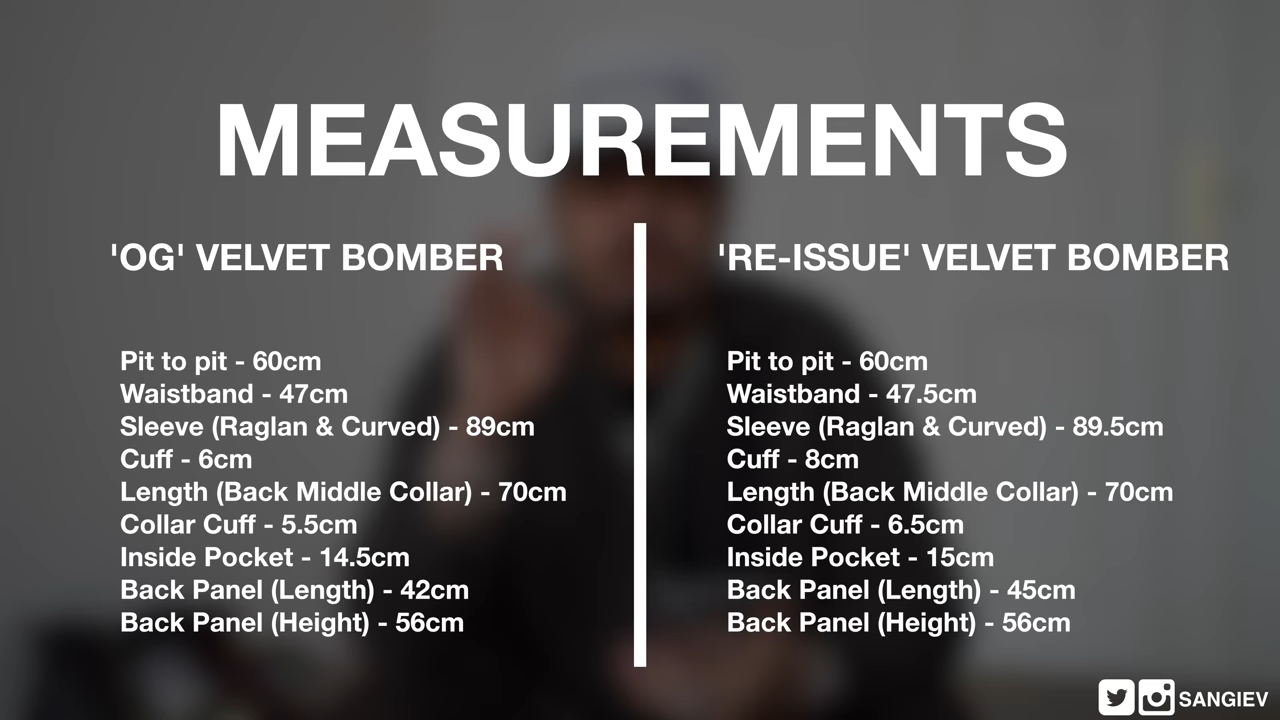 MEASUREMENTS
'OG' VELVET BOMBER
Pit to pit - 60cm
Waistband - 47cm
Sleeve (Raglan & Curved) - 89cm
Cuff - 6cm
Length (Back Middle Collar) - 70cm
Collar Cuff - 5.5cm
Inside Pocket - 14.5cm
Back Panel (Length) - 42cm
Back Panel (Height) - 56cm
'RE-ISSUE' VELVET BOMBER
Pit to pit - 60cm
Waistband - 47.5cm
Sleeve (Raglan & Curved) - 89.5cm
Cuff - 8cm
Length (Back Middle Collar) - 70cm
Collar Cuff - 6.5cm
Inside Pocket - 15cm
Back Panel (Length) - 45cm
Back Panel (Height) - 56cm
SANGIEV